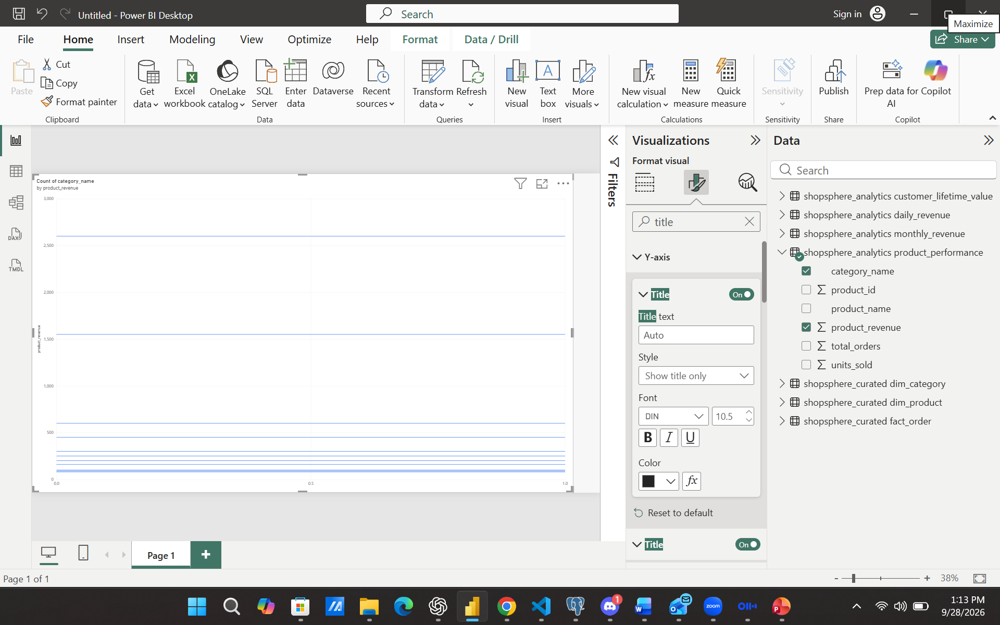 Untitled - Power BI Desktop
Search
Sign in
Maximize
File
Home
Insert
Modeling
View
Optimize
Help
Format
Data / Drill
Share
Paste
Cut
Copy
Format painter
Clipboard
Get data
Excel workbook
OneLake catalog
SQL Server
Enter data
Dataverse
Recent sources
Data
Transform data
Refresh
Queries
New visual
Text box
More visuals
Insert
New visual calculation
New measure
Quick measure
Calculations
Sensitivity
Sensitivity
Publish
Share
Prep data for AI
Copilot
Copilot
DAX
TMDL
Count of category_name
by product_revenue
3,000
2,500
2,000
1,500
1,000
500
0
product_revenue
0.0
0.5
1.0
Filters
Visualizations
Format visual
title
Y-axis
Title
On
Title text
Auto
Style
Show title only
Font
DIN
10.5
B
I
U
Color
fx
Reset to default
Title
On
Data
Search
shopsphere_analytics customer_lifetime_value
shopsphere_analytics daily_revenue
shopsphere_analytics monthly_revenue
shopsphere_analytics product_performance
category_name
product_id
product_name
product_revenue
total_orders
units_sold
shopsphere_curated dim_category
shopsphere_curated dim_product
shopsphere_curated fact_order
Page 1
Page 1 of 1
38%
1
zoom
1:13 PM
9/28/2026